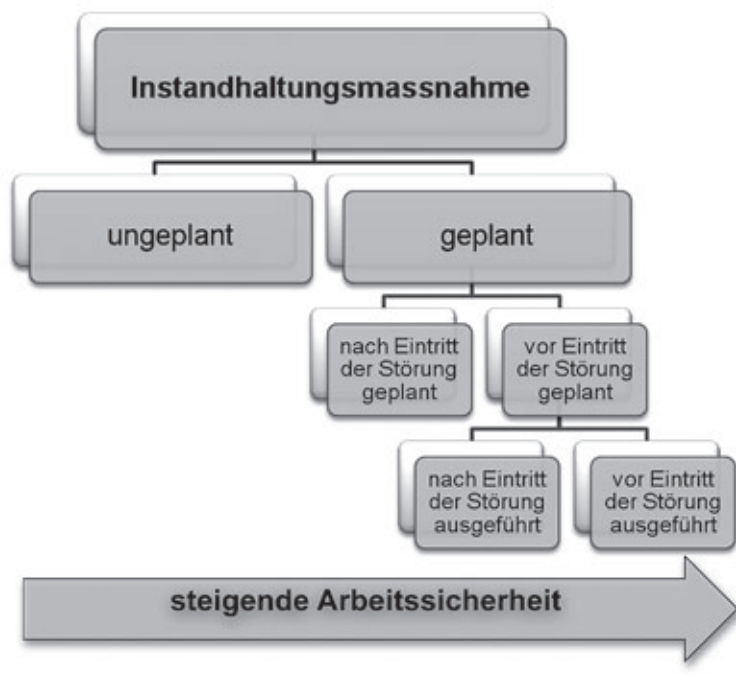 Instandhaltungsmassnahme
ungeplant
geplant
nach Eintritt
der Störung
geplant
vor Eintritt
der Störung
geplant
nach Eintritt
der Störung
ausgeführt
vor Eintritt
der Störung
ausgeführt
steigende Arbeitssicherheit